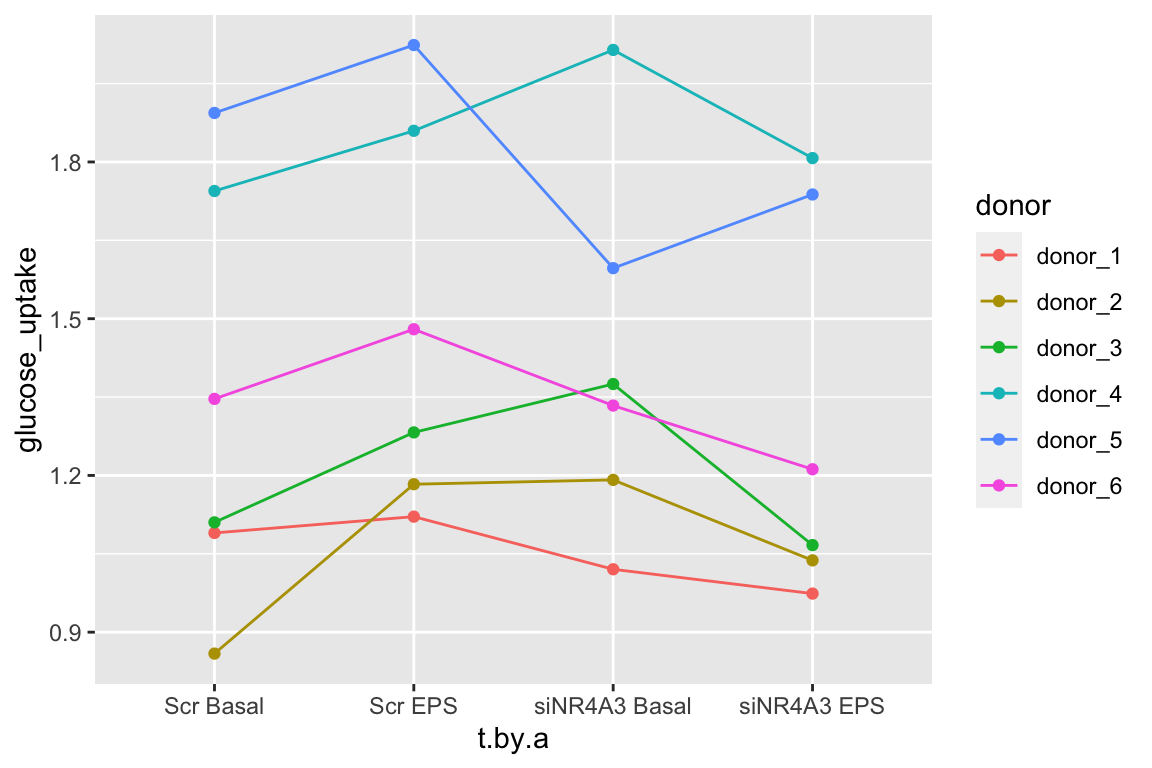 glucose_uptake
1.8
1.5
1.2
0.9
Scr Basal
Scr EPS
siNR4A3 Basal
siNR4A3 EPS
t.by.a
donor
donor_1
donor_2
donor_3
donor_4
donor_5
donor_6